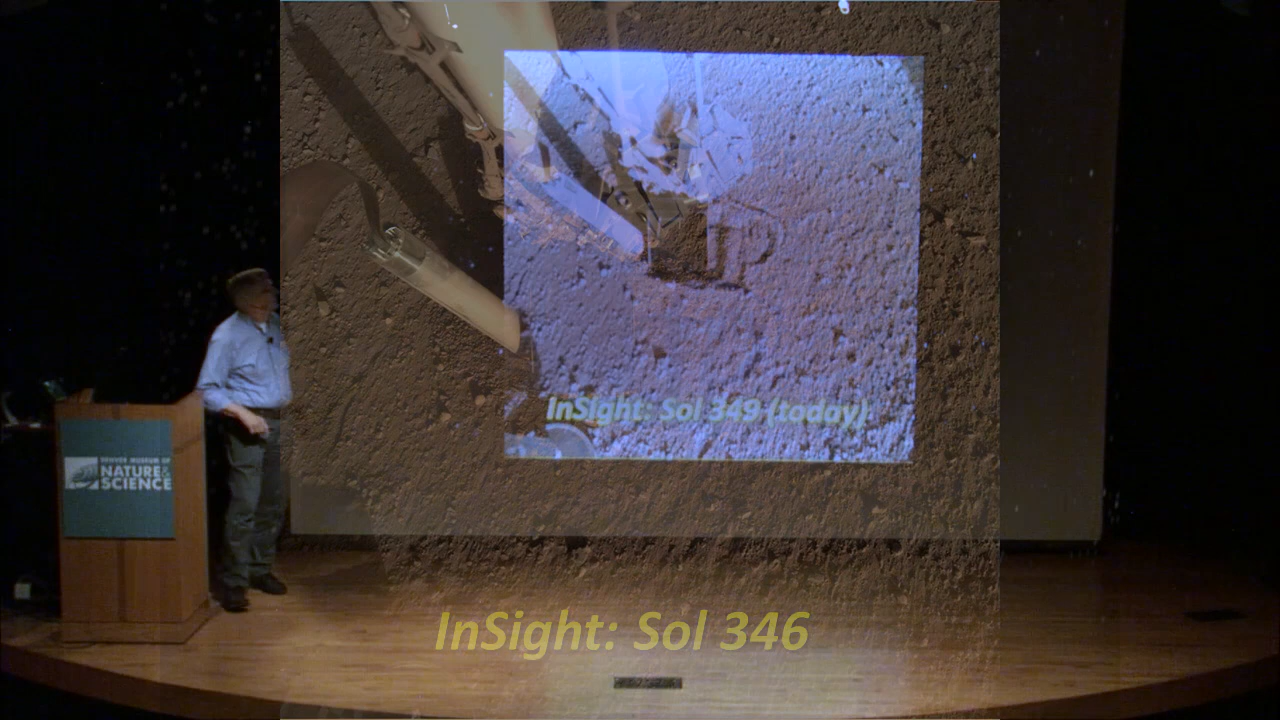 InSight: Sol 349 (today)
DENVER MUSEUM OF
NATURE&
SCIENCE
InSight: Sol 346